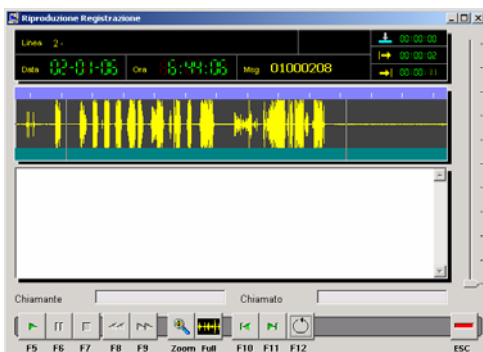 Riproduzione Registrazione
Linea 2-
00:00:00
00:00:02
Data 02-01-06 Ora 16:44:06 Msg 01000208
00:00:11
Chiamante Chiamato
F5 F6 F7 F8 F9 Zoom Full F10 F11 F12 ESC